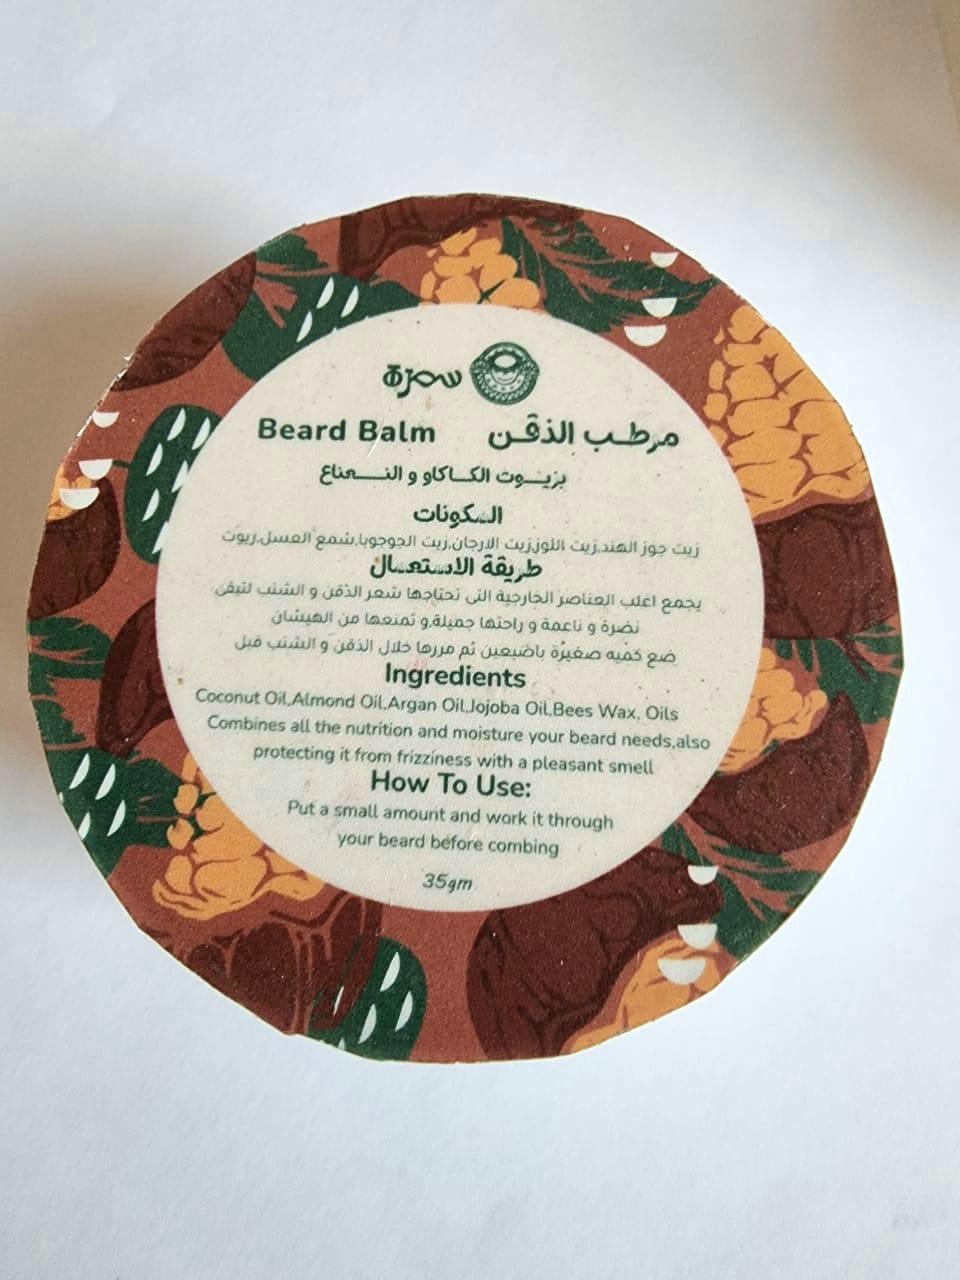 سمرة
Beard Balm مرطب الذقن
بزيوت الكاكاو و النعناع
المكونات
زيت جوز الهند,زيت اللوز,زيت الارجان,زيت الجوجوبا,شمع العسل,زيوت
طريقة الاستعمال
يجمع اغلب العناصر الخارجية التى تحتاجها شعر الذقن و الشنب لتبقى
نضرة و ناعمة و راحتها جميلة,و تمنعها من الهيشان
ضع كميه صغيرة باصبعين ثم مررها خلال الذقن و الشنب قبل
Ingredients
Coconut Oil,Almond Oil,Argan Oil,Jojoba Oil,Bees Wax, Oils
Combines all the nutrition and moisture your beard needs,also
protecting it from frizziness with a pleasant smell
How To Use:
Put a small amount and work it through
your beard before combing
35gm